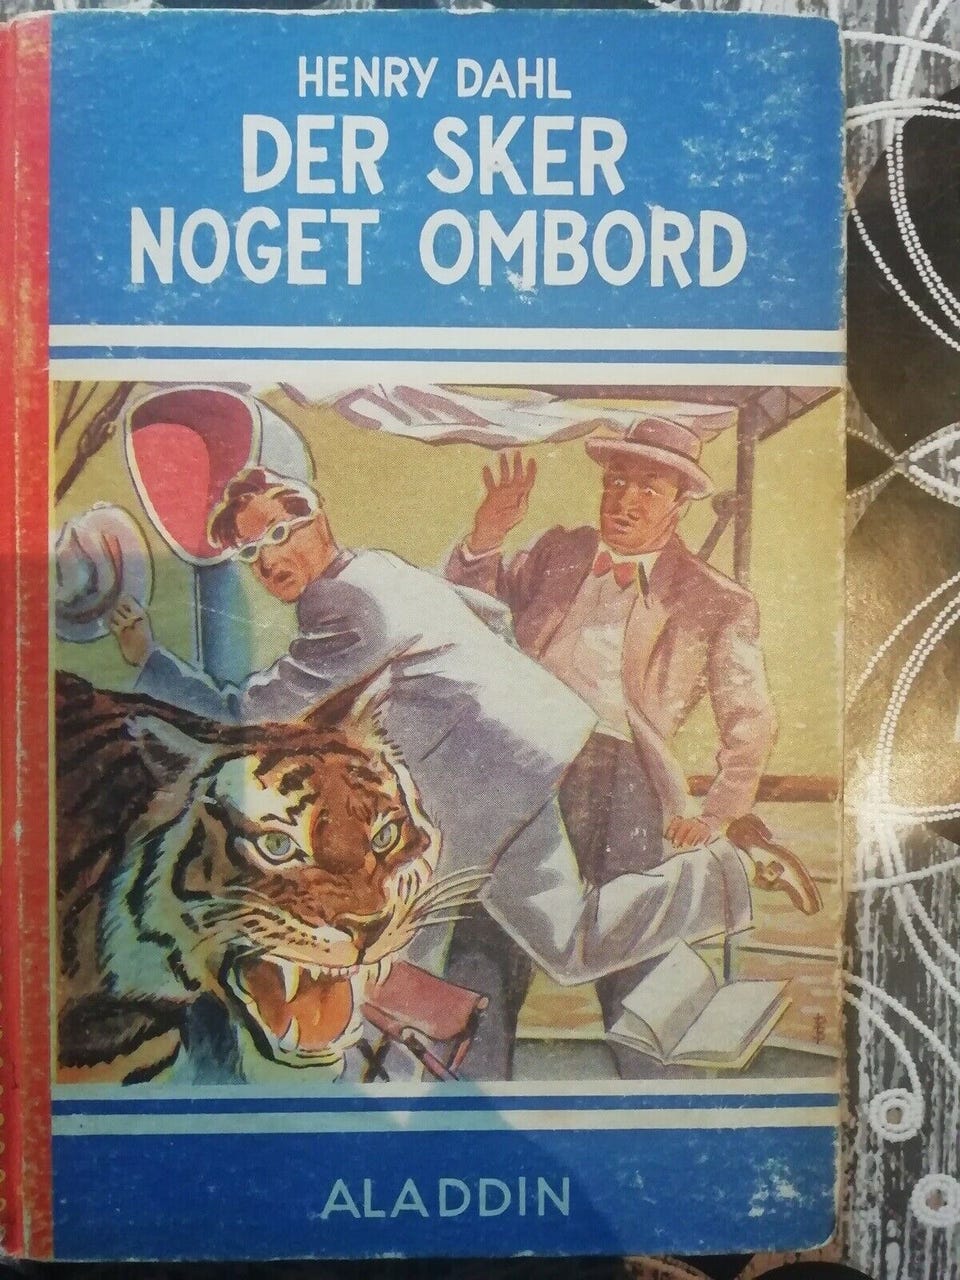 HENRY DAHL
DER SKER
NOGET OMBORD
ALADDIN